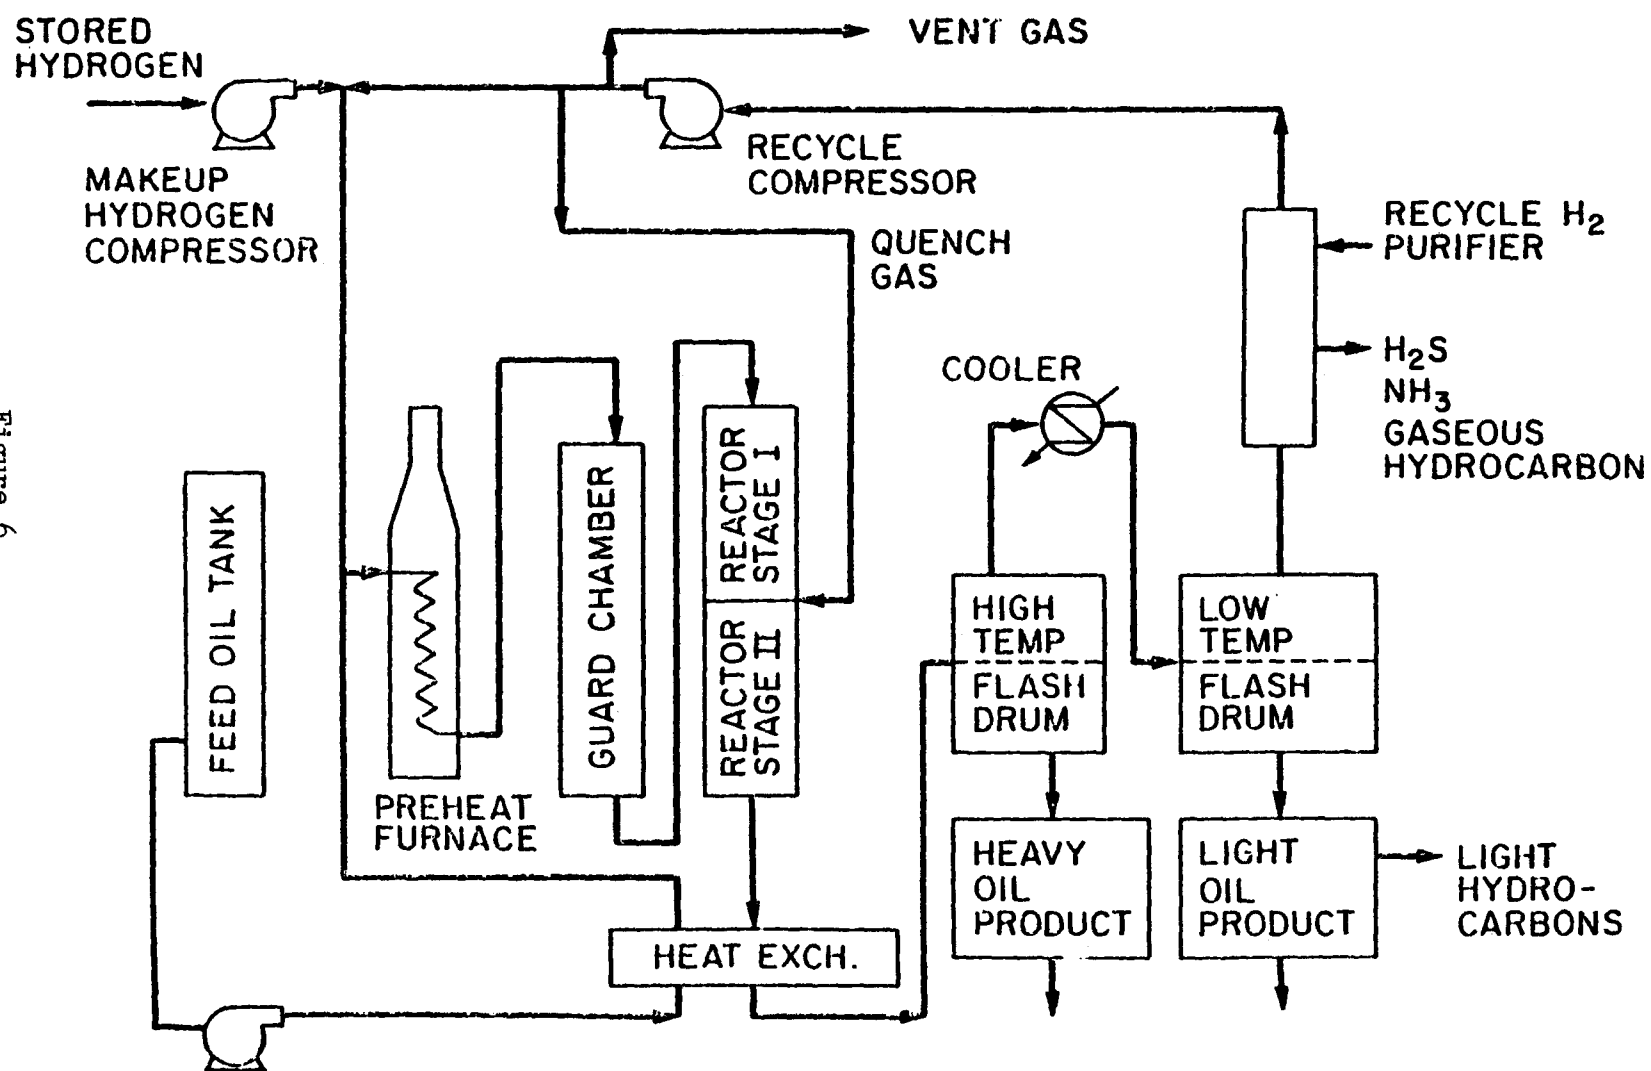 STORED
HYDROGEN
VENT GAS
MAKEUP
HYDROGEN
COMPRESSOR
RECYCLE
COMPRESSOR
QUENCH
GAS
RECYCLE H₂
PURIFIER
H₂S
NH₃
GASEOUS
HYDROCARBON
COOLER
FEED OIL TANK
PREHEAT
FURNACE
GUARD CHAMBER
REACTOR
STAGE I
REACTOR
STAGE II
HIGH
TEMP
FLASH
DRUM
LOW
TEMP
FLASH
DRUM
HEAVY
OIL
PRODUCT
LIGHT
OIL
PRODUCT
LIGHT
HYDRO-
CARBONS
HEAT EXCH.
Figure 6